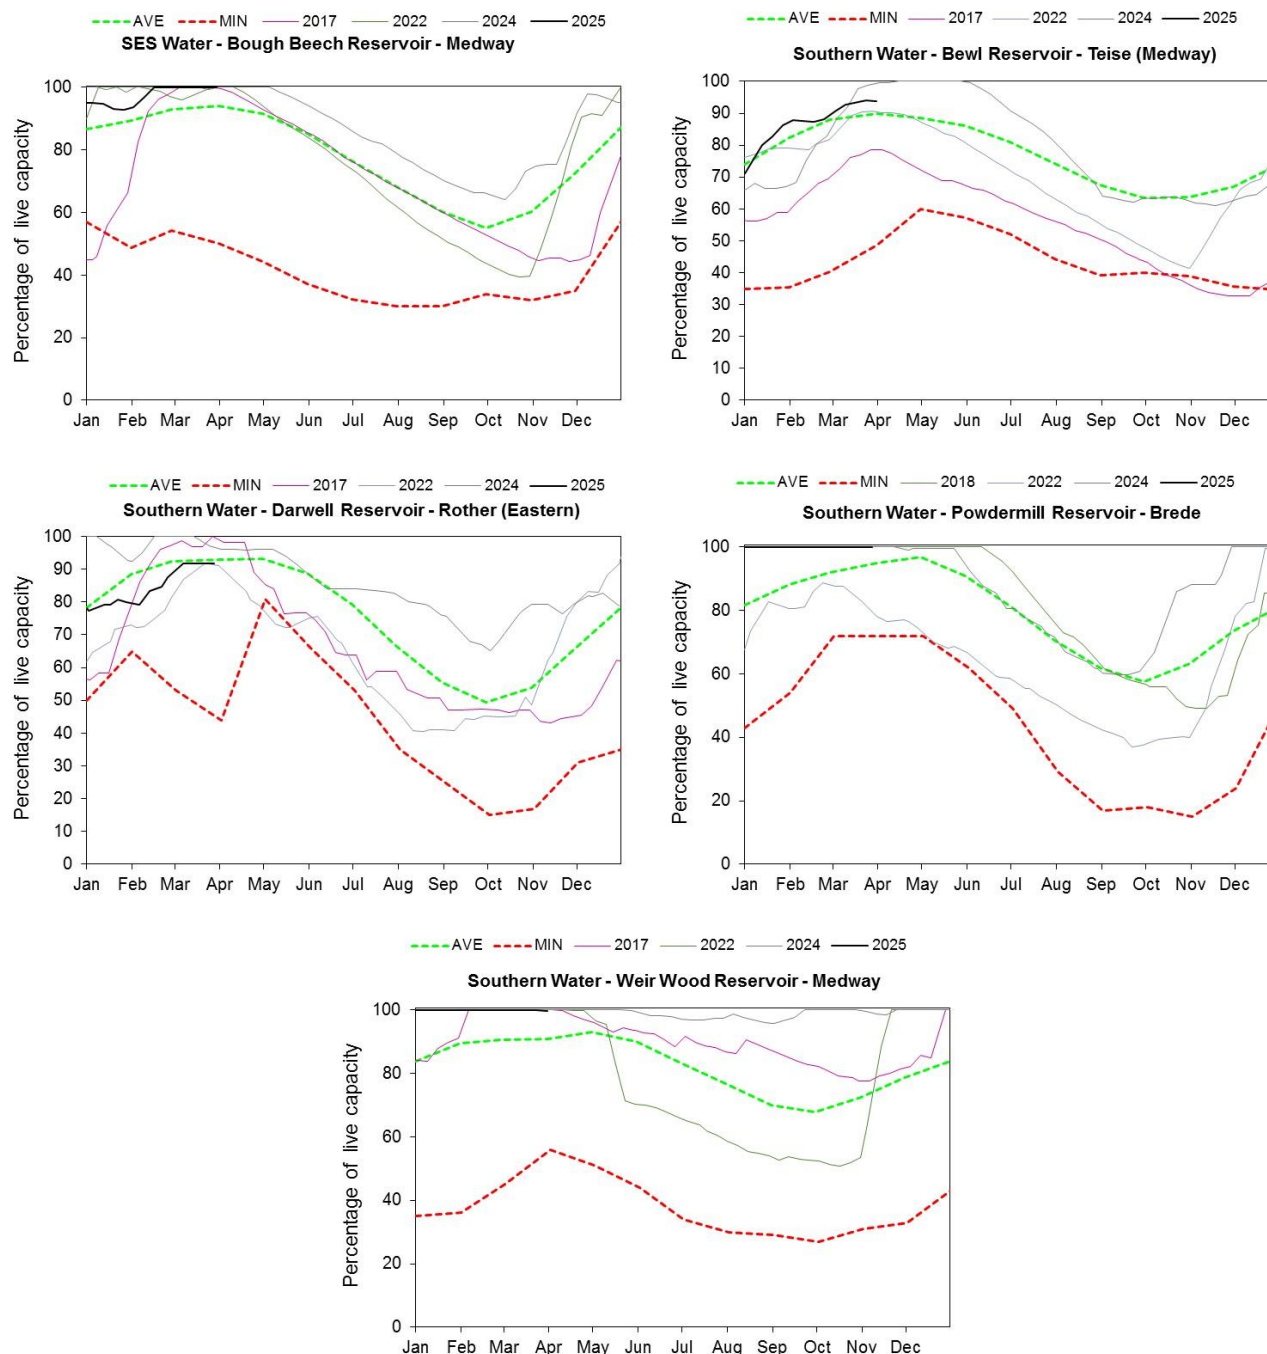 AVE MIN 2017 2022 2024 2025
SES Water - Bough Beech Reservoir - Medway
Percentage of live capacity
100
80
60
40
20
0
Jan Feb Mar Apr May Jun Jul Aug Sep Oct Nov Dec
AVE MIN 2017 2022 2024 2025
Southern Water - Bewl Reservoir - Teise (Medway)
Percentage of live capacity
100
90
80
70
60
50
40
30
20
10
0
Jan Feb Mar Apr May Jun Jul Aug Sep Oct Nov Dec
AVE MIN 2017 2022 2024 2025
Southern Water - Darwell Reservoir - Rother (Eastern)
Percentage of live capacity
100
90
80
70
60
50
40
30
20
10
0
Jan Feb Mar Apr May Jun Jul Aug Sep Oct Nov Dec
AVE MIN 2018 2022 2024 2025
Southern Water - Powdermill Reservoir - Brede
Percentage of live capacity
100
80
60
40
20
0
Jan Feb Mar Apr May Jun Jul Aug Sep Oct Nov Dec
AVE MIN 2017 2022 2024 2025
Southern Water - Weir Wood Reservoir - Medway
Percentage of live capacity
100
80
60
40
20
0
Jan Feb Mar Apr May Jun Jul Aug Sep Oct Nov Dec